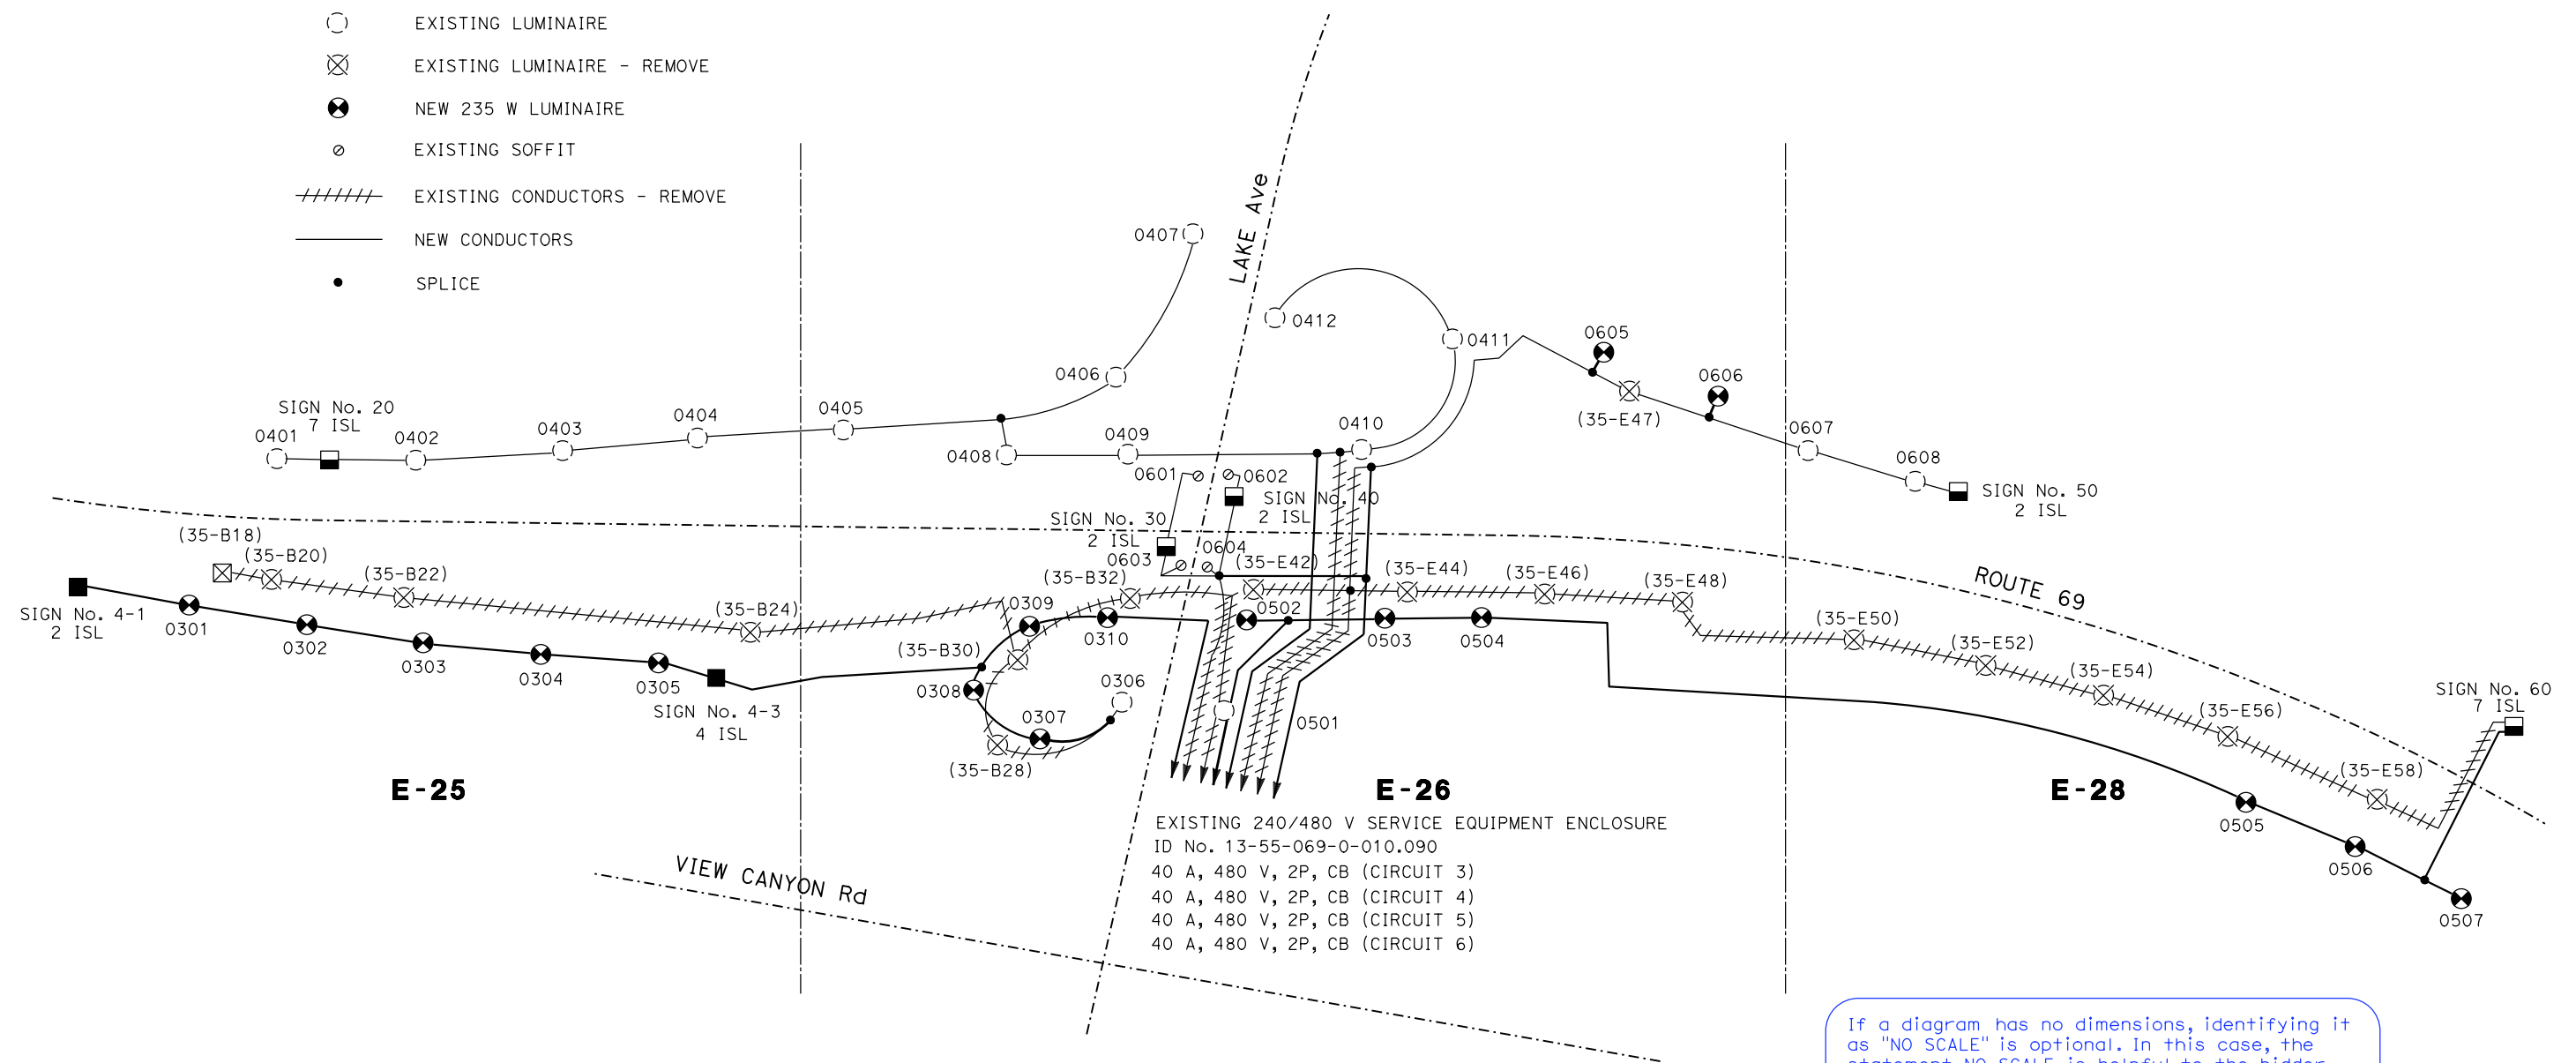 EXISTING LUMINAIRE
EXISTING LUMINAIRE - REMOVE
NEW 235 W LUMINAIRE
EXISTING SOFFIT
EXISTING CONDUCTORS - REMOVE
NEW CONDUCTORS
SPLICE
LAKE Ave
0407
0412
0411
0605
0606
(35-E47)
0406
SIGN No. 20
7 ISL
0401
0402
0403
0404
0405
0408
0409
0410
0607
0608
SIGN No. 50
2 ISL
0601
0602
SIGN No. 40
2 ISL
SIGN No. 30
2 ISL
0603
0604
(35-B18)
(35-B20)
(35-B22)
(35-B24)
(35-B32)
(35-E42)
(35-E44)
(35-E46)
(35-E48)
ROUTE 69
SIGN No. 4-1
2 ISL
0301
0302
0303
0304
0305
SIGN No. 4-3
4 ISL
(35-B30)
0309
0310
0502
0503
0504
(35-E50)
(35-E52)
(35-E54)
(35-E56)
(35-E58)
SIGN No. 60
7 ISL
0308
0307
0306
(35-B28)
0501
E-25
E-26
E-28
0505
0506
0507
EXISTING 240/480 V SERVICE EQUIPMENT ENCLOSURE
ID No. 13-55-069-0-010.090
40 A, 480 V, 2P, CB (CIRCUIT 3)
40 A, 480 V, 2P, CB (CIRCUIT 4)
40 A, 480 V, 2P, CB (CIRCUIT 5)
40 A, 480 V, 2P, CB (CIRCUIT 6)
VIEW CANYON Rd
If a diagram has no dimensions, identifying it
as "NO SCALE" is optional. In this case, the
statement NO SCALE is helpful to the bidder